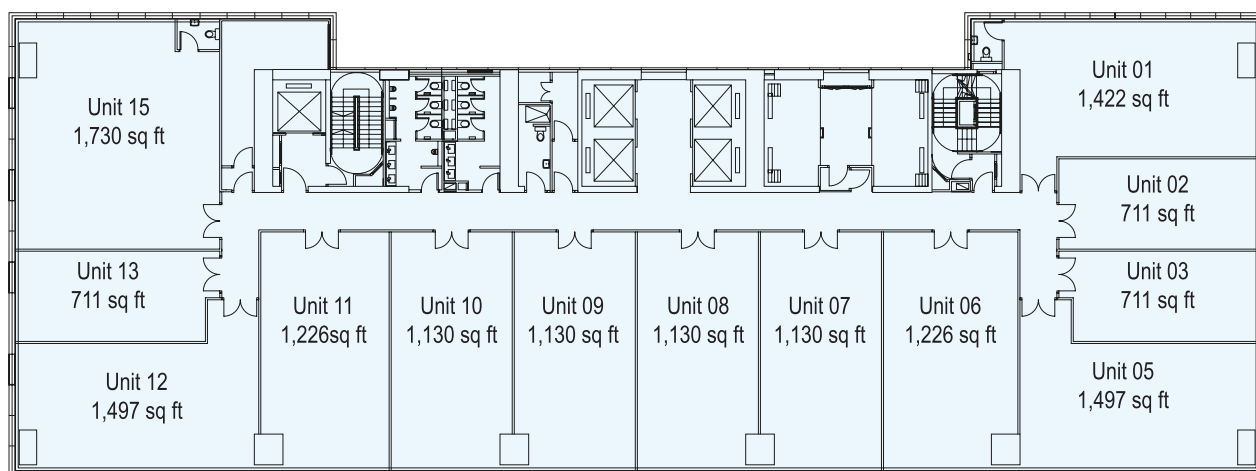 Unit 15
1,730 sq ft
Unit 01
1,422 sq ft
Unit 02
711 sq ft
Unit 13
711 sq ft
Unit 03
711 sq ft
Unit 11
1,226sq ft
Unit 10
1,130 sq ft
Unit 09
1,130 sq ft
Unit 08
1,130 sq ft
Unit 07
1,130 sq ft
Unit 06
1,226 sq ft
Unit 12
1,497 sq ft
Unit 05
1,497 sq ft